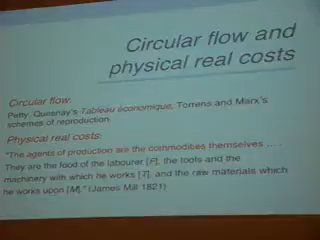 Circular flow and
physical real costs
Circular flow:
Petty, Quesnay's Tableau économique, Torrens and Marx's
schemes of reproduction.
Physical real costs:
"The agents of production are the commodities themselves ....
They are the food of the labourer [F], the tools and the
machinery with which he works [T], and the raw materials which
he works upon [M]." (James Mill 1821)